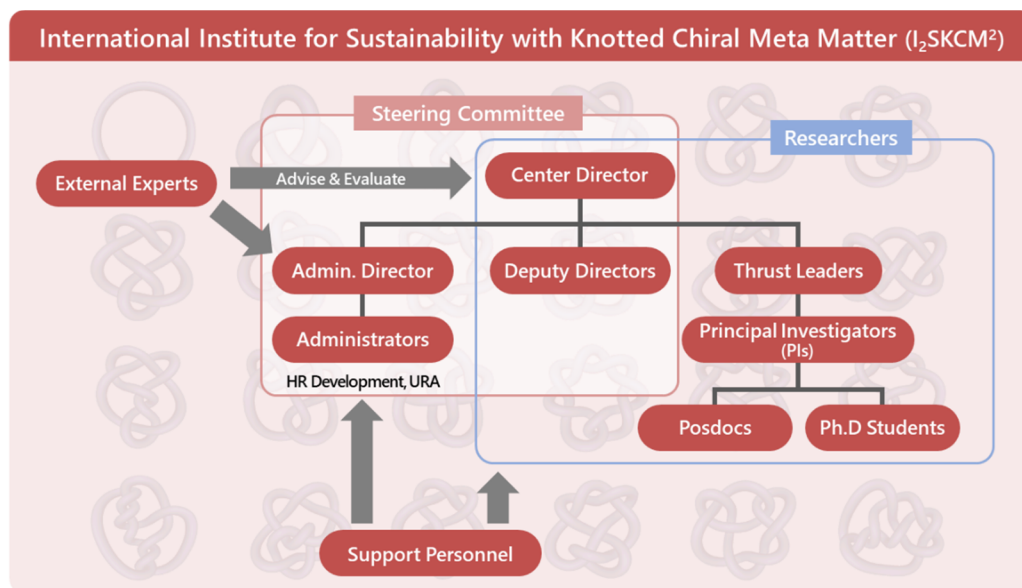 International Institute for Sustainability with Knotted Chiral Meta Matter (I₂SKCM²)
Steering Committee
Researchers
External Experts
Advise & Evaluate
Center Director
Admin. Director
Deputy Directors
Thrust Leaders
Administrators
Principal Investigators
(PIs)
HR Development, URA
Posdocs
Ph.D Students
Support Personnel